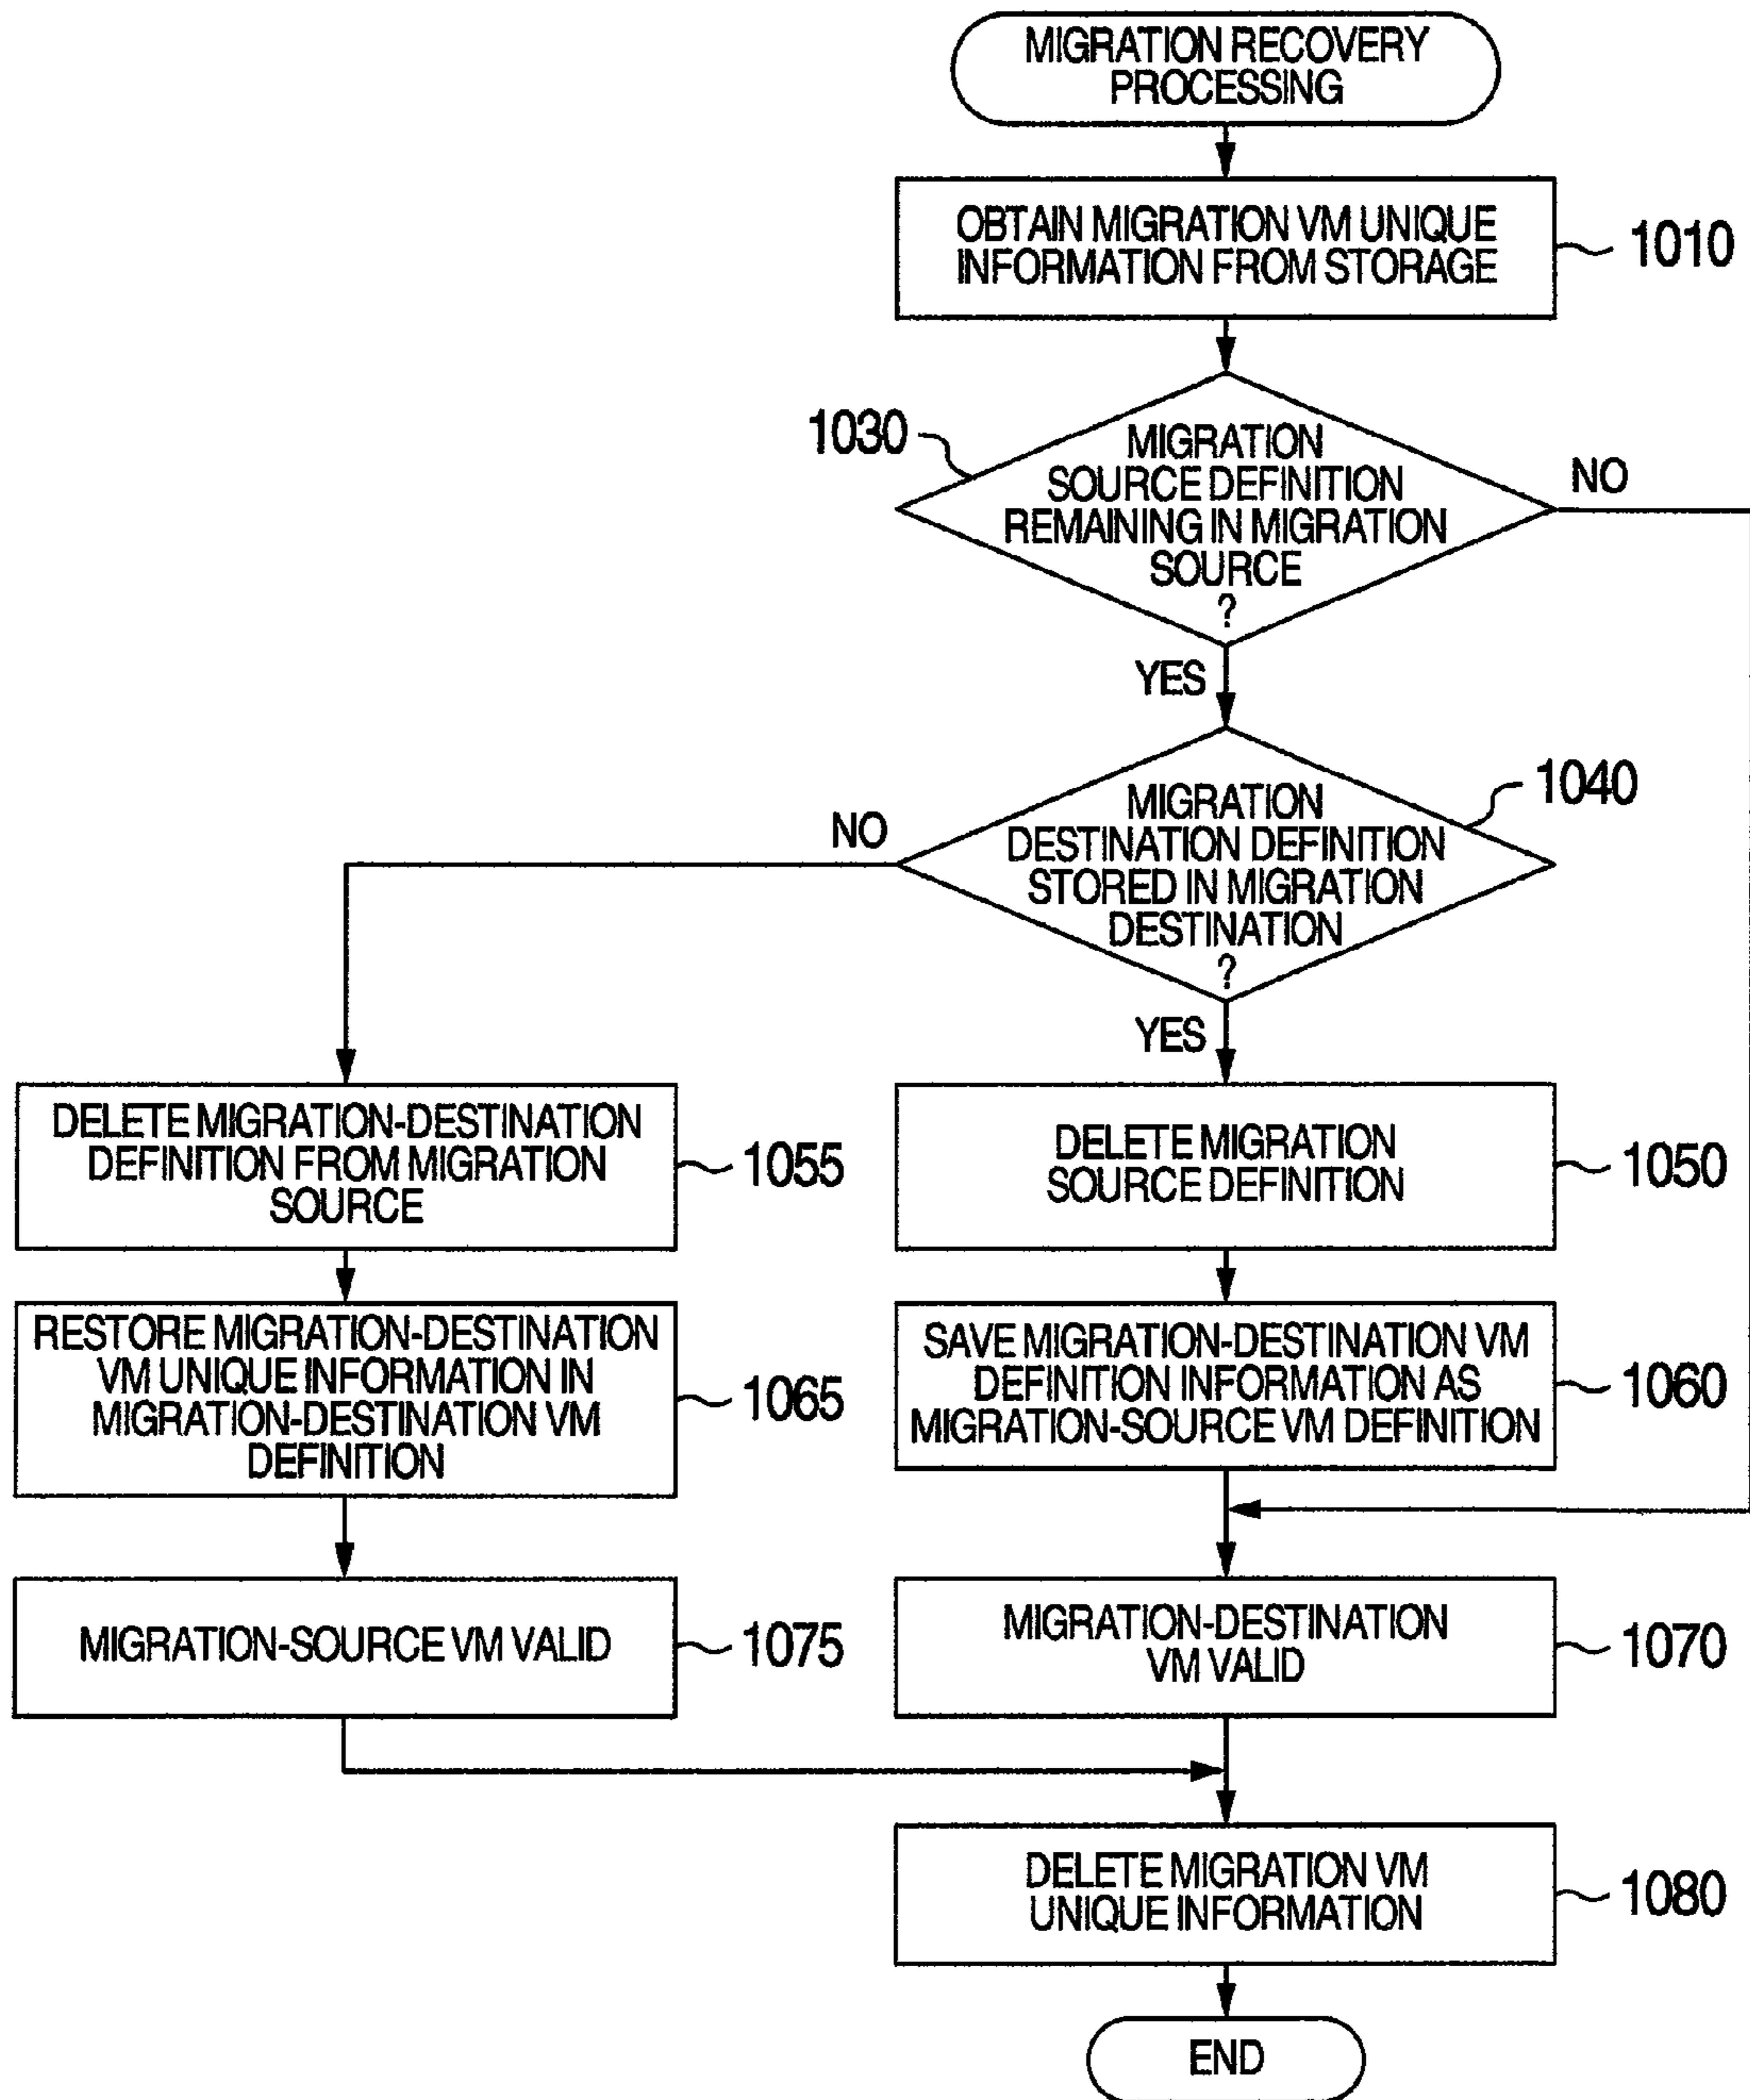 MIGRATION RECOVERY
PROCESSING
OBTAIN MIGRATION VM UNIQUE
INFORMATION FROM STORAGE
1010
1030
MIGRATION
SOURCE DEFINITION
REMAINING IN MIGRATION
SOURCE
?
NO
YES
1040
MIGRATION
DESTINATION DEFINITION
STORED IN MIGRATION
DESTINATION
?
NO
YES
DELETE MIGRATION-DESTINATION
DEFINITION FROM MIGRATION
SOURCE
1055
DELETE MIGRATION
SOURCE DEFINITION
1050
RESTORE MIGRATION-DESTINATION
VM UNIQUE INFORMATION IN
MIGRATION-DESTINATION VM
DEFINITION
1065
SAVE MIGRATION-DESTINATION VM
DEFINITION INFORMATION AS
MIGRATION-SOURCE VM DEFINITION
1060
MIGRATION-SOURCE VM VALID
1075
MIGRATION-DESTINATION
VM VALID
1070
DELETE MIGRATION VM
UNIQUE INFORMATION
1080
END